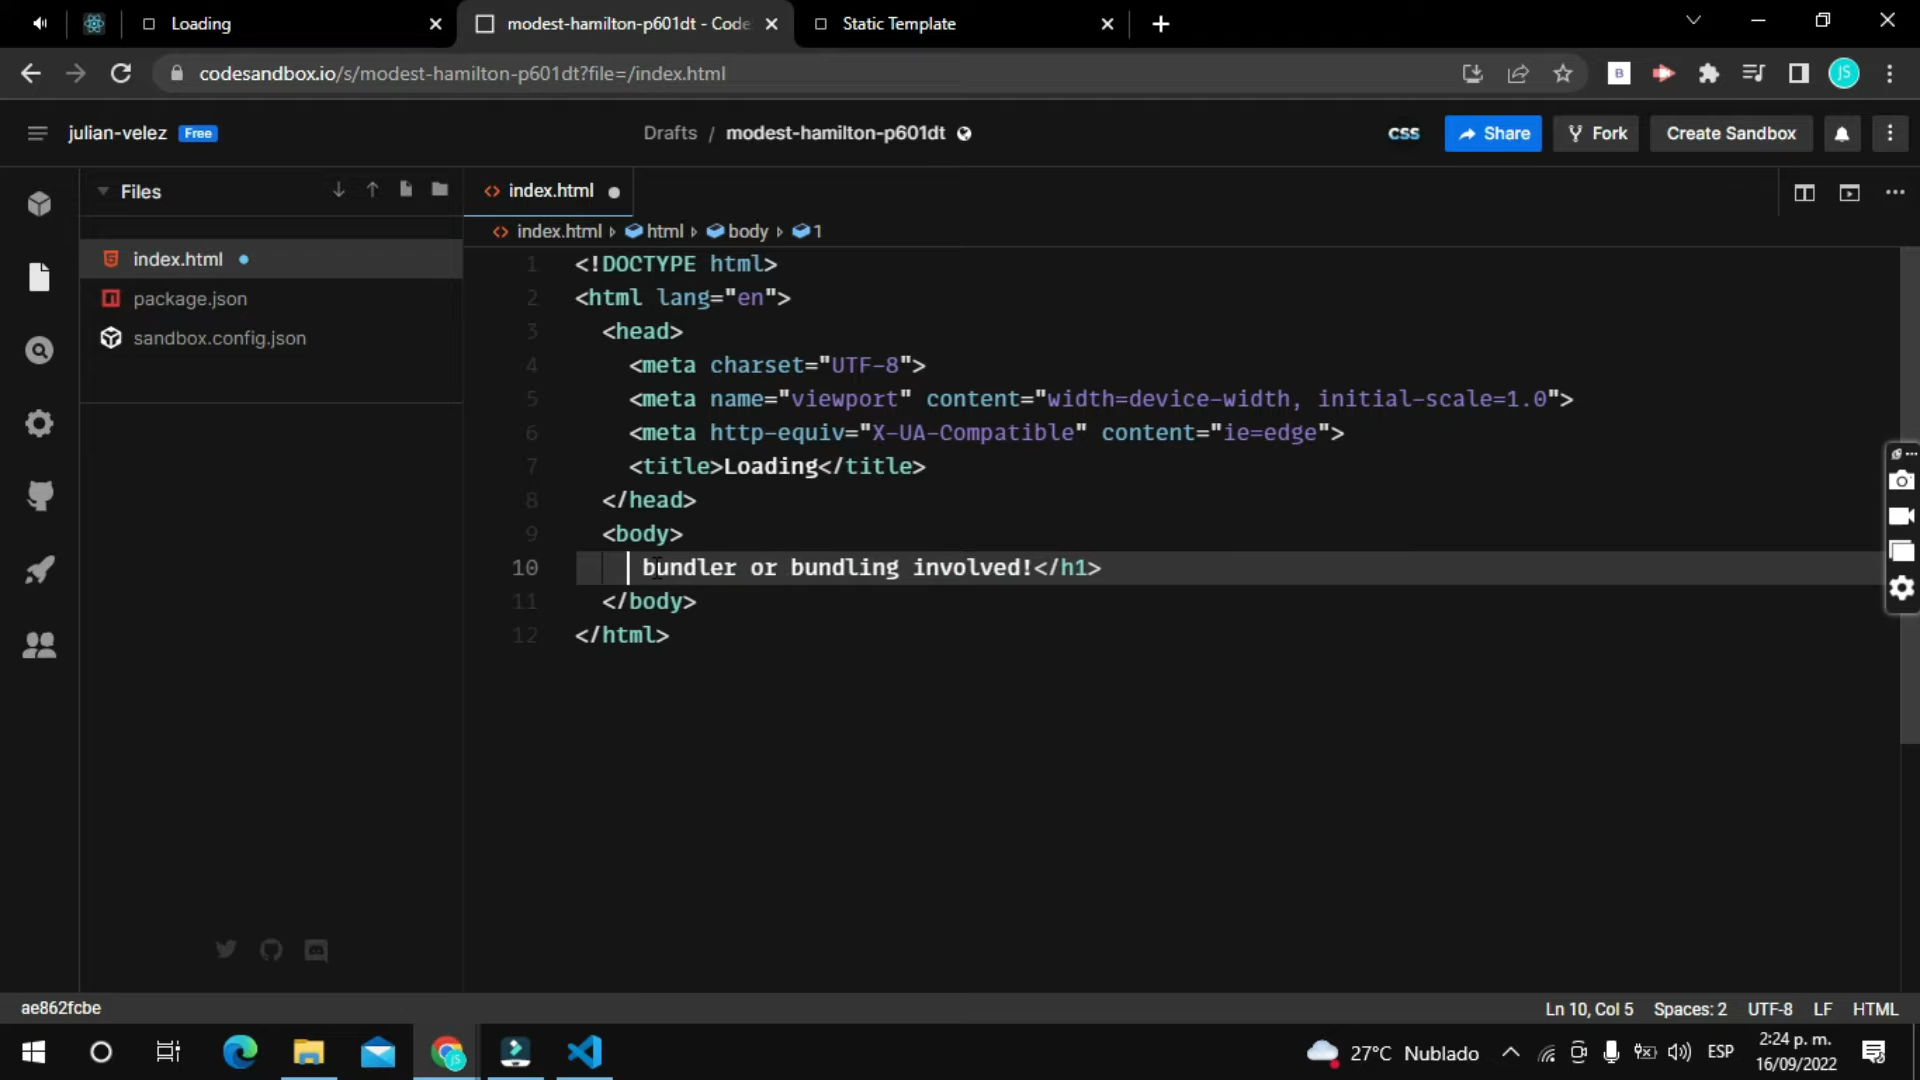 Loading
modest-hamilton-p601dt - Code
Static Template
codesandbox.io/s/modest-hamilton-p601dt?file=/index.html
B
JS
julian-velez Free
Drafts / modest-hamilton-p601dt
CSS
Share
Fork
Create Sandbox
Files
<> index.html
<> index.html html body 1
index.html
package.json
sandbox.config.json
1 <!DOCTYPE html>
2 <html lang="en">
3 <head>
4 <meta charset="UTF-8">
5 <meta name="viewport" content="width=device-width, initial-scale=1.0">
6 <meta http-equiv="X-UA-Compatible" content="ie=edge">
7 <title>Loading</title>
8 </head>
9 <body>
10 bundler or bundling involved!</h1>
11 </body>
12 </html>
ae862fcbe
Ln 10, Col 5 Spaces: 2 UTF-8 LF HTML
JS
27°C Nublado
ESP
2:24 p. m.
16/09/2022